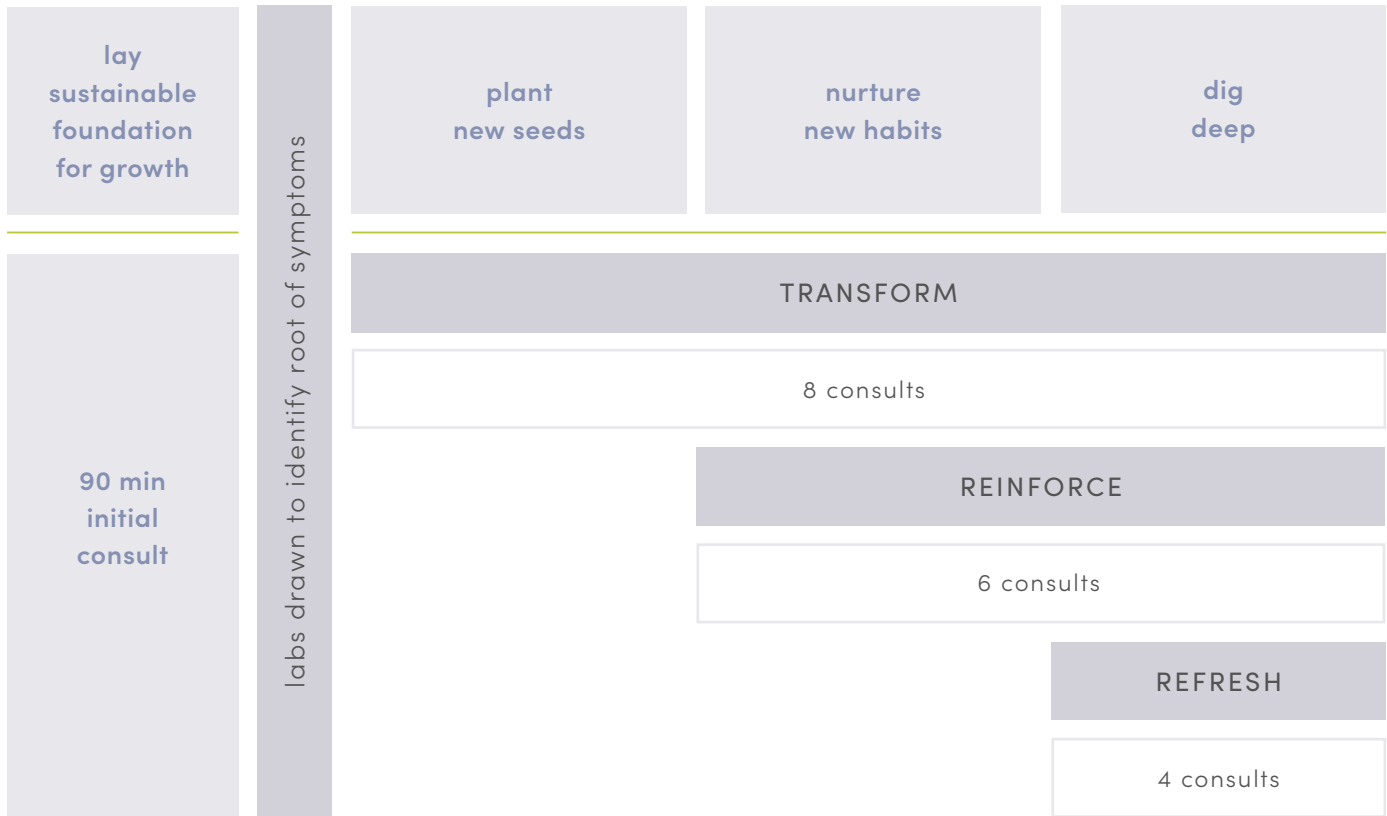 lay
sustainable
foundation
for growth
90 min
initial
consult
labs drawn to identify root of symptoms
plant
new seeds
nurture
new habits
dig
deep
TRANSFORM
8 consults
REINFORCE
6 consults
REFRESH
4 consults